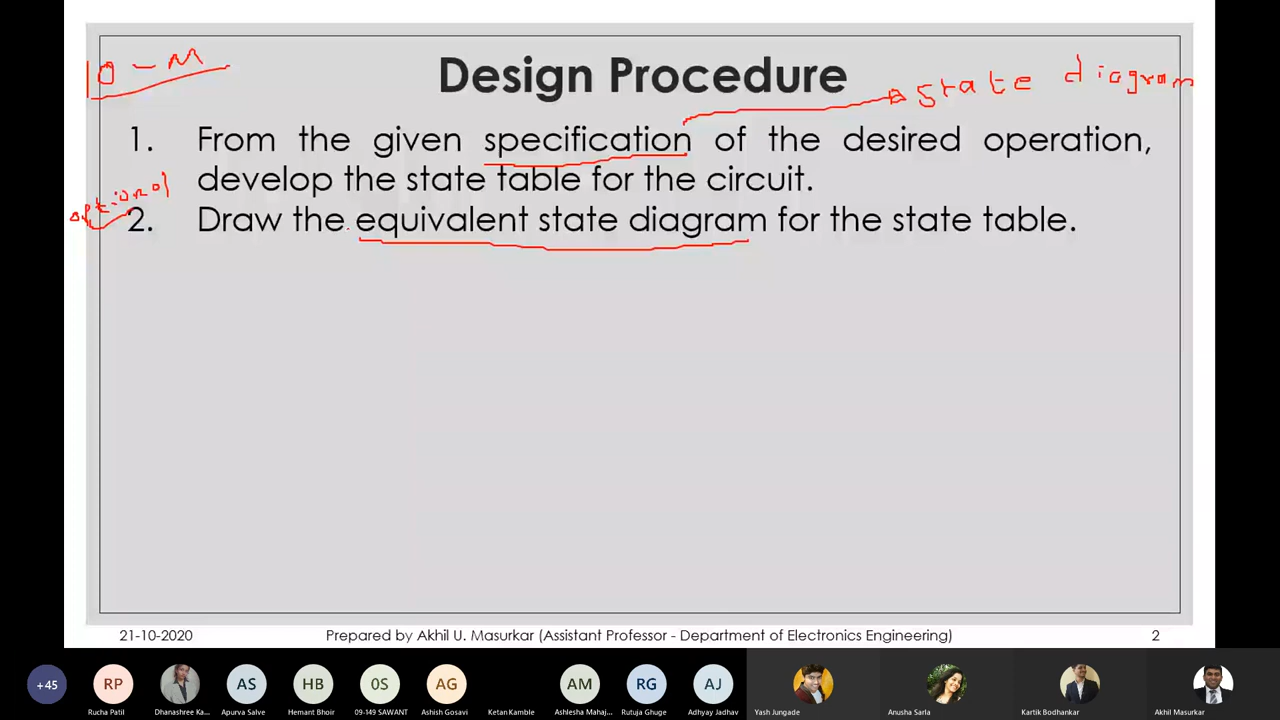 10 - M
Design Procedure
state diagram
1. From the given specification of the desired operation,
develop the state table for the circuit.
optional
2. Draw the equivalent state diagram for the state table.
21-10-2020 Prepared by Akhil U. Masurkar (Assistant Professor - Department of Electronics Engineering) 2
+45 RP AS HB 0S AG AM RG AJ
Rucha Patil Dhanashree Ka... Apurva Salve Hemant Bhoir 09-149 SAWANT Ashish Gosavi Ketan Kamble Ashlesha Mahaj... Rutuja Ghuge Adhyay Jadhav Yash Jungade Anusha Sarla Kartik Bodhankar Akhil Masurkar